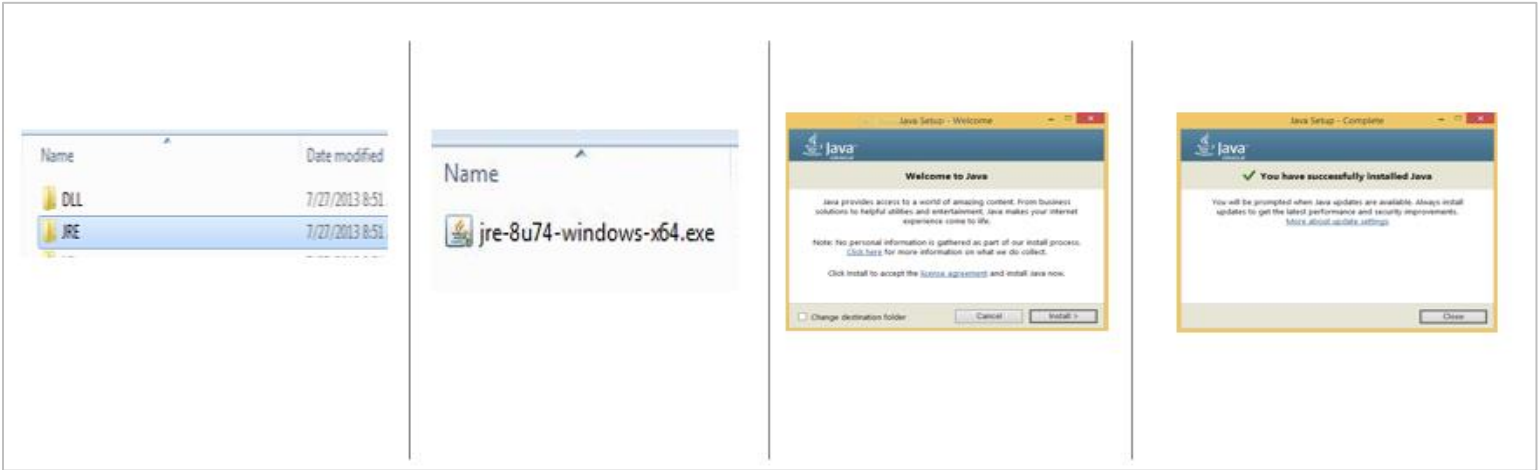 Name Date modified
DLL 7/27/2013 8:51
JRE 7/27/2013 8:51
Name
jre-8u74-windows-x64.exe
Java Setup - Welcome
Java
Welcome to Java
Java provides access to a world of amazing content. From business
solutions to helpful utilities and entertainment, Java makes your internet
experience come to life.
Note: No personal information is gathered as part of our install process.
Click here for more information on what we do collect.
Click Install to accept the license agreement and install Java now.
Change destination folder Cancel Install >
Java Setup - Complete
Java
You have successfully installed Java
You will be prompted when Java updates are available. Always install
updates to get the latest performance and security improvements.
More about update settings
Close